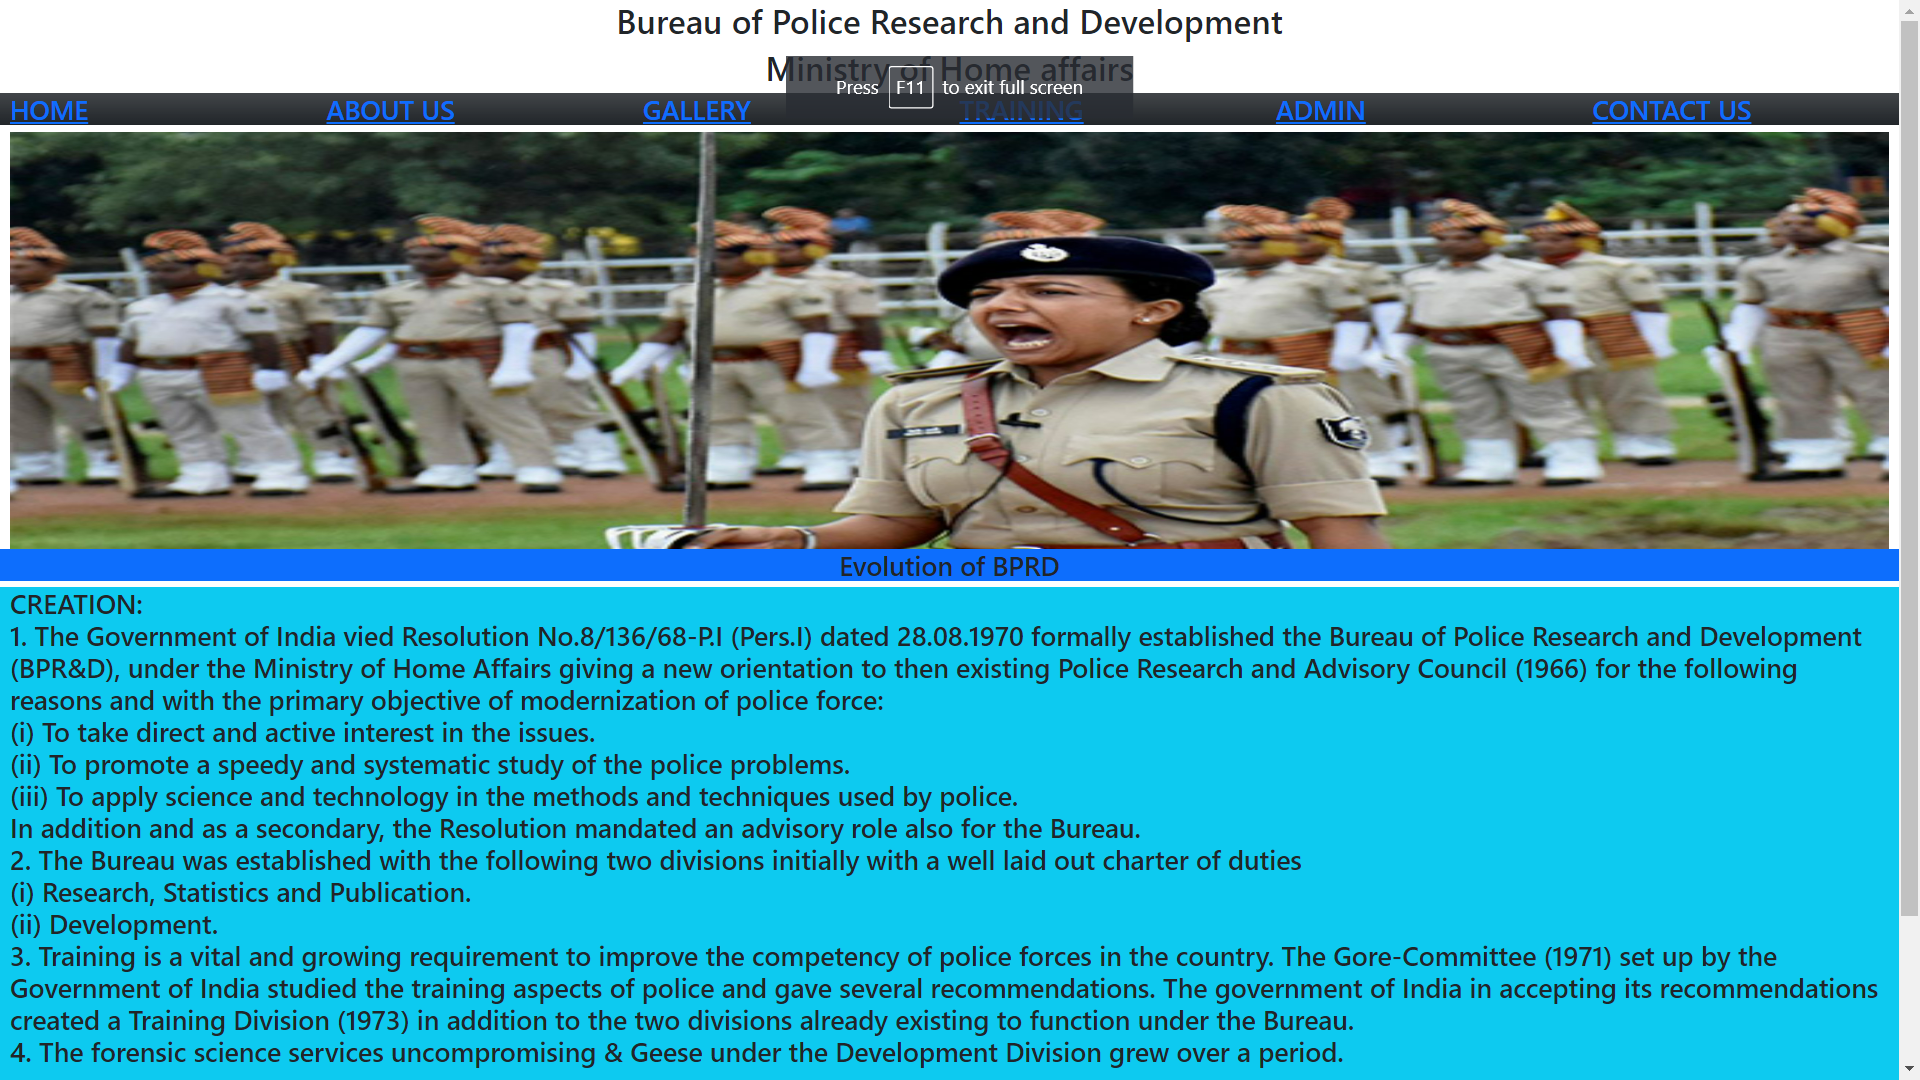 Bureau of Police Research and Development
Ministry of Home affairs
Press F11 to exit full screen
HOME ABOUT US GALLERY TRAINING ADMIN CONTACT US
Evolution of BPRD
CREATION:
1. The Government of India vied Resolution No.8/136/68-P.I (Pers.I) dated 28.08.1970 formally established the Bureau of Police Research and Development
(BPR&D), under the Ministry of Home Affairs giving a new orientation to then existing Police Research and Advisory Council (1966) for the following
reasons and with the primary objective of modernization of police force:
(i) To take direct and active interest in the issues.
(ii) To promote a speedy and systematic study of the police problems.
(iii) To apply science and technology in the methods and techniques used by police.
In addition and as a secondary, the Resolution mandated an advisory role also for the Bureau.
2. The Bureau was established with the following two divisions initially with a well laid out charter of duties
(i) Research, Statistics and Publication.
(ii) Development.
3. Training is a vital and growing requirement to improve the competency of police forces in the country. The Gore-Committee (1971) set up by the
Government of India studied the training aspects of police and gave several recommendations. The government of India in accepting its recommendations
created a Training Division (1973) in addition to the two divisions already existing to function under the Bureau.
4. The forensic science services uncompromising & Geese under the Development Division grew over a period.